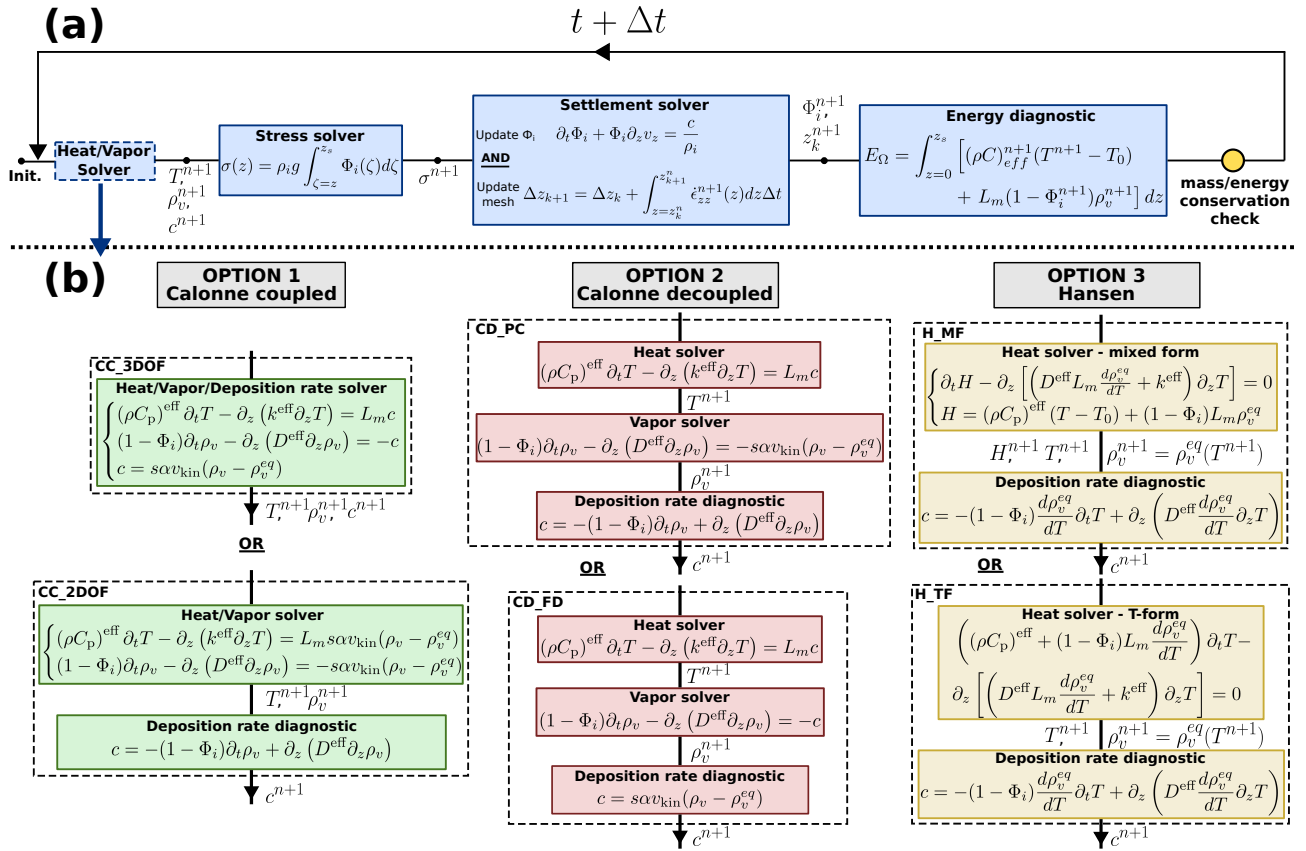 (a)
t + Δt
Init.
Heat/Vapor
Solver
T^{n+1},
ρ_v^{n+1},
c^{n+1}
Stress solver
σ(z) = ρ_i g ∫_{ζ=z}^{z_s} Φ_i(ζ)dζ
σ^{n+1}
Settlement solver
Update Φ_i ∂_tΦ_i + Φ_i∂_z v_z = c/ρ_i
AND
Update
mesh
Δz_{k+1} = Δz_k + ∫_{z=z_k^n}^{z_{k+1}^n} ε̇_{zz}^{n+1}(z)dzΔt
Φ_i^{n+1},
z_k^{n+1}
Energy diagnostic
E_Ω = ∫_{z=0}^{z_s} [(ρC)_{eff}^{n+1}(T^{n+1} − T_0)
+ L_m(1 − Φ_i^{n+1})ρ_v^{n+1}] dz
mass/energy
conservation
check
(b)
OPTION 1
Calonne coupled
CC_3DOF
Heat/Vapor/Deposition rate solver
(ρC_p)^{eff} ∂_tT − ∂_z (k^{eff}∂_zT) = L_m c
(1 − Φ_i)∂_tρ_v − ∂_z (D^{eff}∂_zρ_v) = −c
c = sαv_{kin}(ρ_v − ρ_v^{eq})
T^{n+1}, ρ_v^{n+1}, c^{n+1}
OR
CC_2DOF
Heat/Vapor solver
(ρC_p)^{eff} ∂_tT − ∂_z (k^{eff}∂_zT) = L_m sαv_{kin}(ρ_v − ρ_v^{eq})
(1 − Φ_i)∂_tρ_v − ∂_z (D^{eff}∂_zρ_v) = −sαv_{kin}(ρ_v − ρ_v^{eq})
T^{n+1}, ρ_v^{n+1}
Deposition rate diagnostic
c = −(1 − Φ_i)∂_tρ_v + ∂_z (D^{eff}∂_zρ_v)
c^{n+1}
OPTION 2
Calonne decoupled
CD_PC
Heat solver
(ρC_p)^{eff} ∂_tT − ∂_z (k^{eff}∂_zT) = L_m c
T^{n+1}
Vapor solver
(1 − Φ_i)∂_tρ_v − ∂_z (D^{eff}∂_zρ_v) = −sαv_{kin}(ρ_v − ρ_v^{eq})
ρ_v^{n+1}
Deposition rate diagnostic
c = −(1 − Φ_i)∂_tρ_v + ∂_z (D^{eff}∂_zρ_v)
c^{n+1}
OR
CD_FD
Heat solver
(ρC_p)^{eff} ∂_tT − ∂_z (k^{eff}∂_zT) = L_m c
T^{n+1}
Vapor solver
(1 − Φ_i)∂_tρ_v − ∂_z (D^{eff}∂_zρ_v) = −c
ρ_v^{n+1}
Deposition rate diagnostic
c = sαv_{kin}(ρ_v − ρ_v^{eq})
c^{n+1}
OPTION 3
Hansen
H_MF
Heat solver - mixed form
∂_tH − ∂_z [(D^{eff}L_m dρ_v^{eq}/dT + k^{eff}) ∂_zT] = 0
H = (ρC_p)^{eff} (T − T_0) + (1 − Φ_i)L_mρ_v^{eq}
H^{n+1}, T^{n+1}, ρ_v^{n+1} = ρ_v^{eq}(T^{n+1})
Deposition rate diagnostic
c = −(1 − Φ_i) dρ_v^{eq}/dT ∂_tT + ∂_z (D^{eff} dρ_v^{eq}/dT ∂_zT)
c^{n+1}
OR
H_TF
Heat solver - T-form
((ρC_p)^{eff} + (1 − Φ_i)L_m dρ_v^{eq}/dT) ∂_tT −
∂_z [(D^{eff}L_m dρ_v^{eq}/dT + k^{eff}) ∂_zT] = 0
T^{n+1}, ρ_v^{n+1} = ρ_v^{eq}(T^{n+1})
Deposition rate diagnostic
c = −(1 − Φ_i) dρ_v^{eq}/dT ∂_tT + ∂_z (D^{eff} dρ_v^{eq}/dT ∂_zT)
c^{n+1}